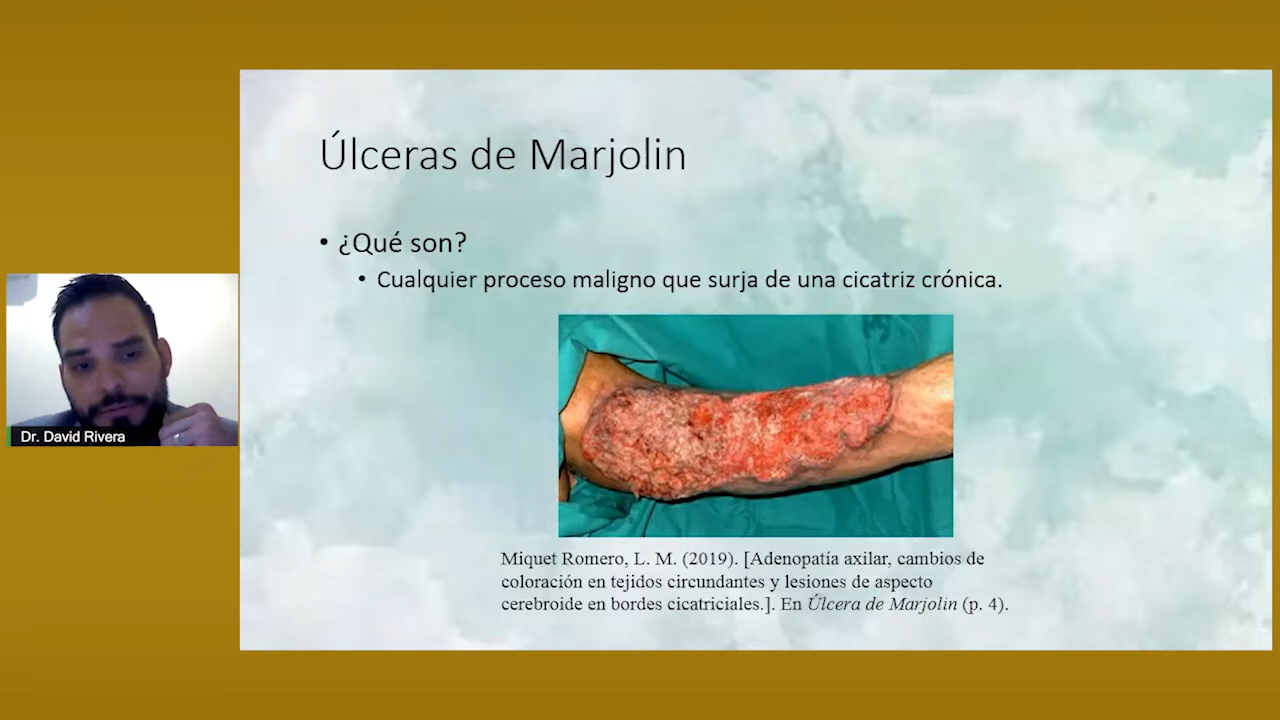 Úlceras de Marjolin
• ¿Qué son?
• Cualquier proceso maligno que surja de una cicatriz crónica.
Dr. David Rivera
Miquet Romero, L. M. (2019). [Adenopatía axilar, cambios de
coloración en tejidos circundantes y lesiones de aspecto
cerebroide en bordes cicatriciales.]. En Úlcera de Marjolin (p. 4).